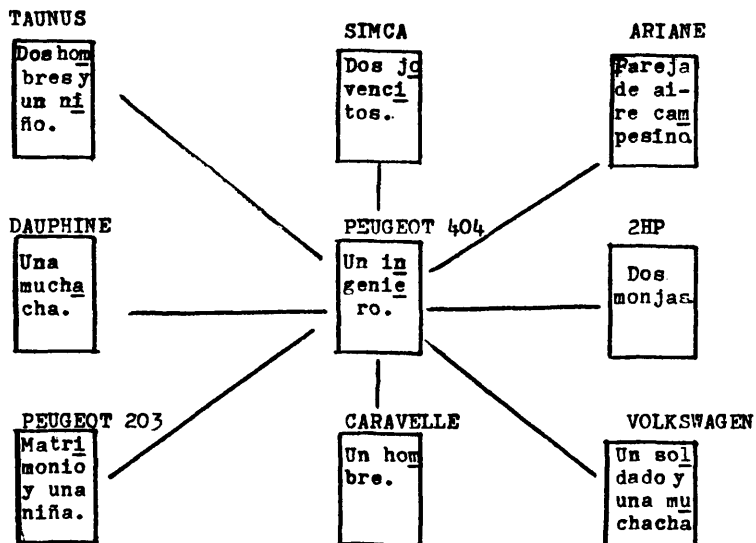 TAUNUS
Dos hom
bres y
un ni
ño.
SIMCA
Dos jo
venci
tos.
ARIANE
Pareja
de ai-
re cam
pesino
DAUPHINE
Una
mucha
cha.
PEUGEOT 404
Un in
genie
ro.
2HP
Dos
monjas
PEUGEOT 203
Matri
monio
y una
niña.
CARAVELLE
Un hom
bre.
VOLKSWAGEN
Un sol
dado y
una mu
chacha